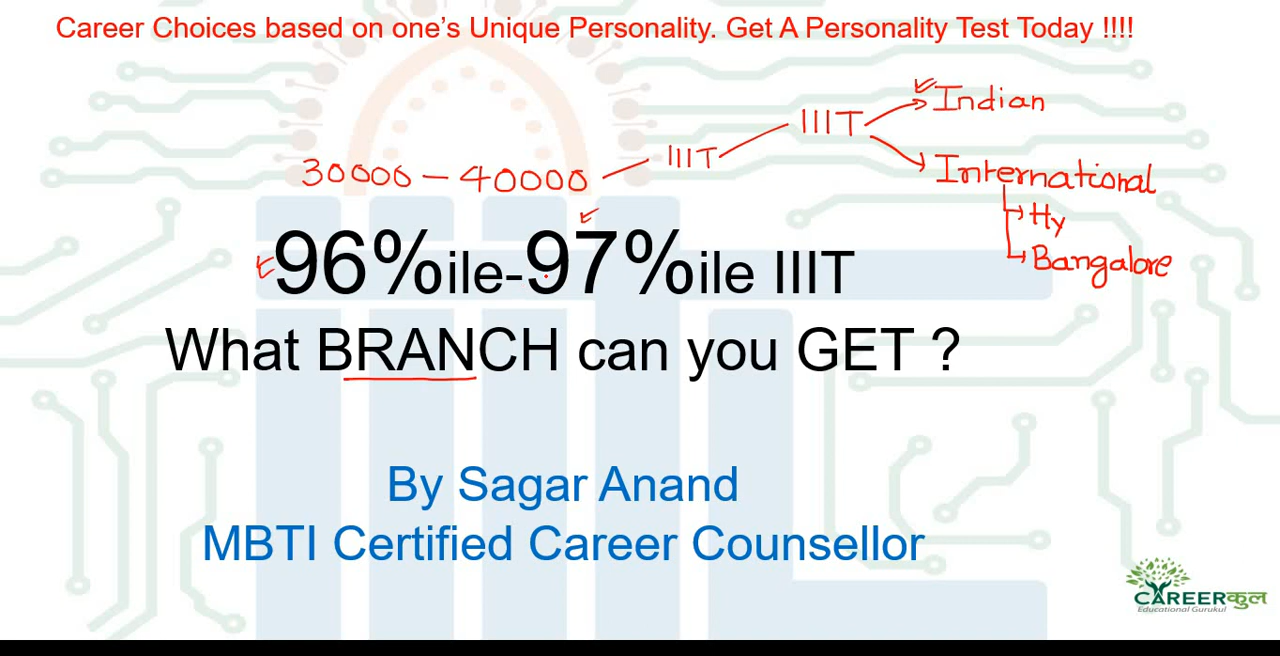 Career Choices based on one's Unique Personality. Get A Personality Test Today !!!!
Indian
IIIT
30000 - 40000 - IIIT
International
Hy
Bangalore
96%ile-97%ile IIIT
What BRANCH can you GET ?
By Sagar Anand
MBTI Certified Career Counsellor
CAREERकुल
Educational Gurukul